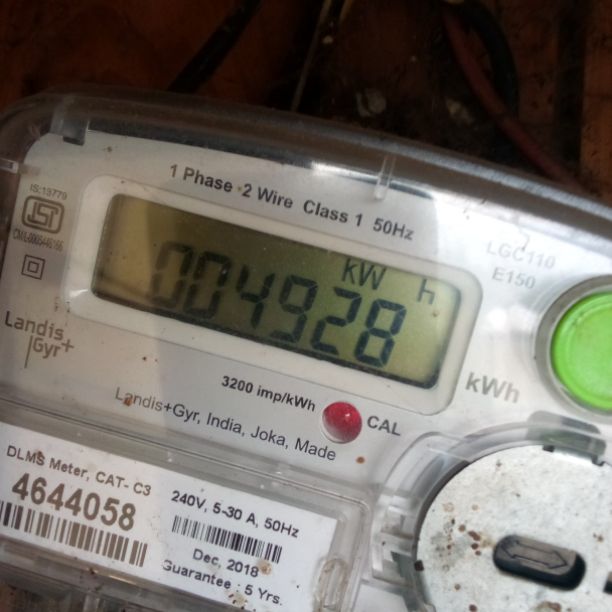 1 Phase 2 Wire Class 1 50Hz
IS:13779
LGC110
E150
kW h
004928
Landis
Gyr+
kWh
3200 imp/kWh
CAL
Landis+Gyr, India, Joka, Made
DLMS Meter, CAT- C3
4644058
240V, 5-30 A, 50Hz
Dec, 2018
Guarantee : 5 Yrs.